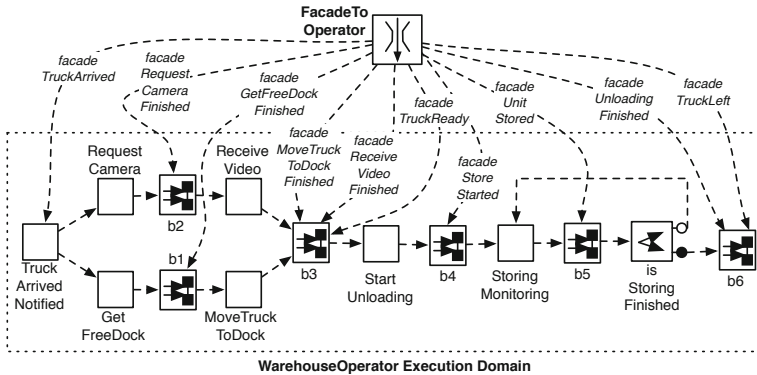 FacadeTo
Operator
facade
TruckArrived
facade
Request
Camera
Finished
facade
GetFreeDock
Finished
facade
MoveTruck
ToDock
Finished
facade
Receive
Video
Finished
facade
TruckReady
facade
Store
Started
facade
Unit
Stored
facade
Unloading
Finished
facade
TruckLeft
Request
Camera
Receive
Video
b2
b1
Truck
Arrived
Notified
Get
FreeDock
MoveTruck
ToDock
b3
Start
Unloading
b4
Storing
Monitoring
b5
is
Storing
Finished
b6
WarehouseOperator Execution Domain